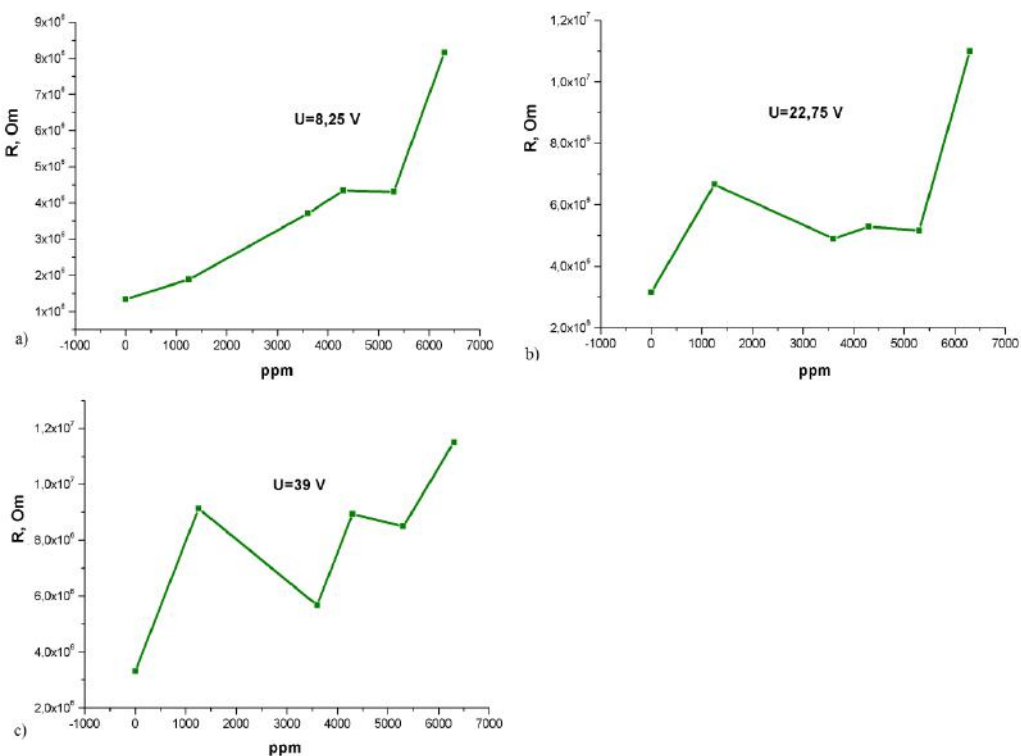 9x10⁶
8x10⁶
7x10⁶
6x10⁶
5x10⁶
4x10⁶
3x10⁶
2x10⁶
1x10⁶
R, Om
U=8,25 V
a)
-1000 0 1000 2000 3000 4000 5000 6000 7000
ppm
1,2x10⁷
1,0x10⁷
8,0x10⁶
6,0x10⁶
4,0x10⁶
2,0x10⁶
R, Om
U=22,75 V
b)
-1000 0 1000 2000 3000 4000 5000 6000 7000
ppm
1,2x10⁷
1,0x10⁷
8,0x10⁶
6,0x10⁶
4,0x10⁶
2,0x10⁶
R, Om
U=39 V
c)
-1000 0 1000 2000 3000 4000 5000 6000 7000
ppm